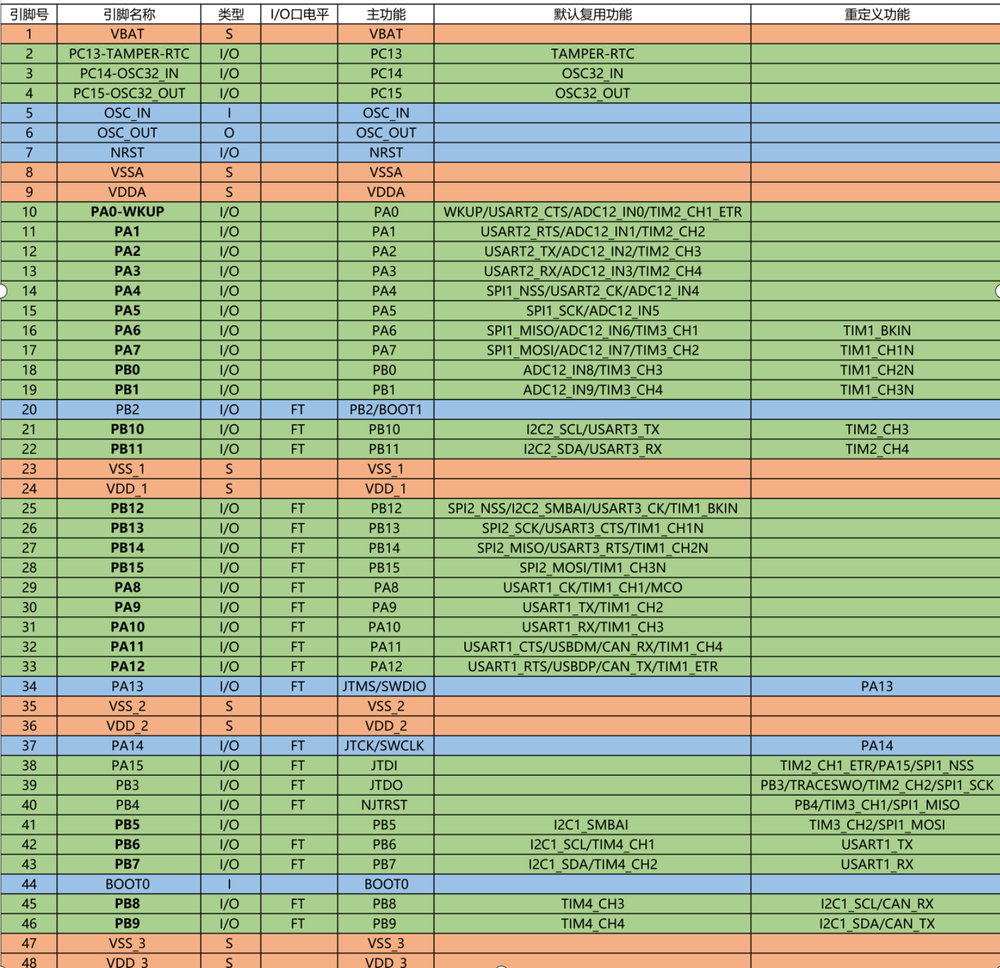 引脚号 引脚名称 类型 I/O口电平 主功能 默认复用功能 重定义功能
1 VBAT S VBAT
2 PC13-TAMPER-RTC I/O PC13 TAMPER-RTC
3 PC14-OSC32_IN I/O PC14 OSC32_IN
4 PC15-OSC32_OUT I/O PC15 OSC32_OUT
5 OSC_IN I OSC_IN
6 OSC_OUT O OSC_OUT
7 NRST I/O NRST
8 VSSA S VSSA
9 VDDA S VDDA
10 PA0-WKUP I/O PA0 WKUP/USART2_CTS/ADC12_IN0/TIM2_CH1_ETR
11 PA1 I/O PA1 USART2_RTS/ADC12_IN1/TIM2_CH2
12 PA2 I/O PA2 USART2_TX/ADC12_IN2/TIM2_CH3
13 PA3 I/O PA3 USART2_RX/ADC12_IN3/TIM2_CH4
14 PA4 I/O PA4 SPI1_NSS/USART2_CK/ADC12_IN4
15 PA5 I/O PA5 SPI1_SCK/ADC12_IN5
16 PA6 I/O PA6 SPI1_MISO/ADC12_IN6/TIM3_CH1 TIM1_BKIN
17 PA7 I/O PA7 SPI1_MOSI/ADC12_IN7/TIM3_CH2 TIM1_CH1N
18 PB0 I/O PB0 ADC12_IN8/TIM3_CH3 TIM1_CH2N
19 PB1 I/O PB1 ADC12_IN9/TIM3_CH4 TIM1_CH3N
20 PB2 I/O FT PB2/BOOT1
21 PB10 I/O FT PB10 I2C2_SCL/USART3_TX TIM2_CH3
22 PB11 I/O FT PB11 I2C2_SDA/USART3_RX TIM2_CH4
23 VSS_1 S VSS_1
24 VDD_1 S VDD_1
25 PB12 I/O FT PB12 SPI2_NSS/I2C2_SMBAI/USART3_CK/TIM1_BKIN
26 PB13 I/O FT PB13 SPI2_SCK/USART3_CTS/TIM1_CH1N
27 PB14 I/O FT PB14 SPI2_MISO/USART3_RTS/TIM1_CH2N
28 PB15 I/O FT PB15 SPI2_MOSI/TIM1_CH3N
29 PA8 I/O FT PA8 USART1_CK/TIM1_CH1/MCO
30 PA9 I/O FT PA9 USART1_TX/TIM1_CH2
31 PA10 I/O FT PA10 USART1_RX/TIM1_CH3
32 PA11 I/O FT PA11 USART1_CTS/USBDM/CAN_RX/TIM1_CH4
33 PA12 I/O FT PA12 USART1_RTS/USBDP/CAN_TX/TIM1_ETR
34 PA13 I/O FT JTMS/SWDIO PA13
35 VSS_2 S VSS_2
36 VDD_2 S VDD_2
37 PA14 I/O FT JTCK/SWCLK PA14
38 PA15 I/O FT JTDI TIM2_CH1_ETR/PA15/SPI1_NSS
39 PB3 I/O FT JTDO PB3/TRACESWO/TIM2_CH2/SPI1_SCK
40 PB4 I/O FT NJTRST PB4/TIM3_CH1/SPI1_MISO
41 PB5 I/O PB5 I2C1_SMBAI TIM3_CH2/SPI1_MOSI
42 PB6 I/O FT PB6 I2C1_SCL/TIM4_CH1 USART1_TX
43 PB7 I/O FT PB7 I2C1_SDA/TIM4_CH2 USART1_RX
44 BOOT0 I BOOT0
45 PB8 I/O FT PB8 TIM4_CH3 I2C1_SCL/CAN_RX
46 PB9 I/O FT PB9 TIM4_CH4 I2C1_SDA/CAN_TX
47 VSS_3 S VSS_3
48 VDD_3 S VDD_3